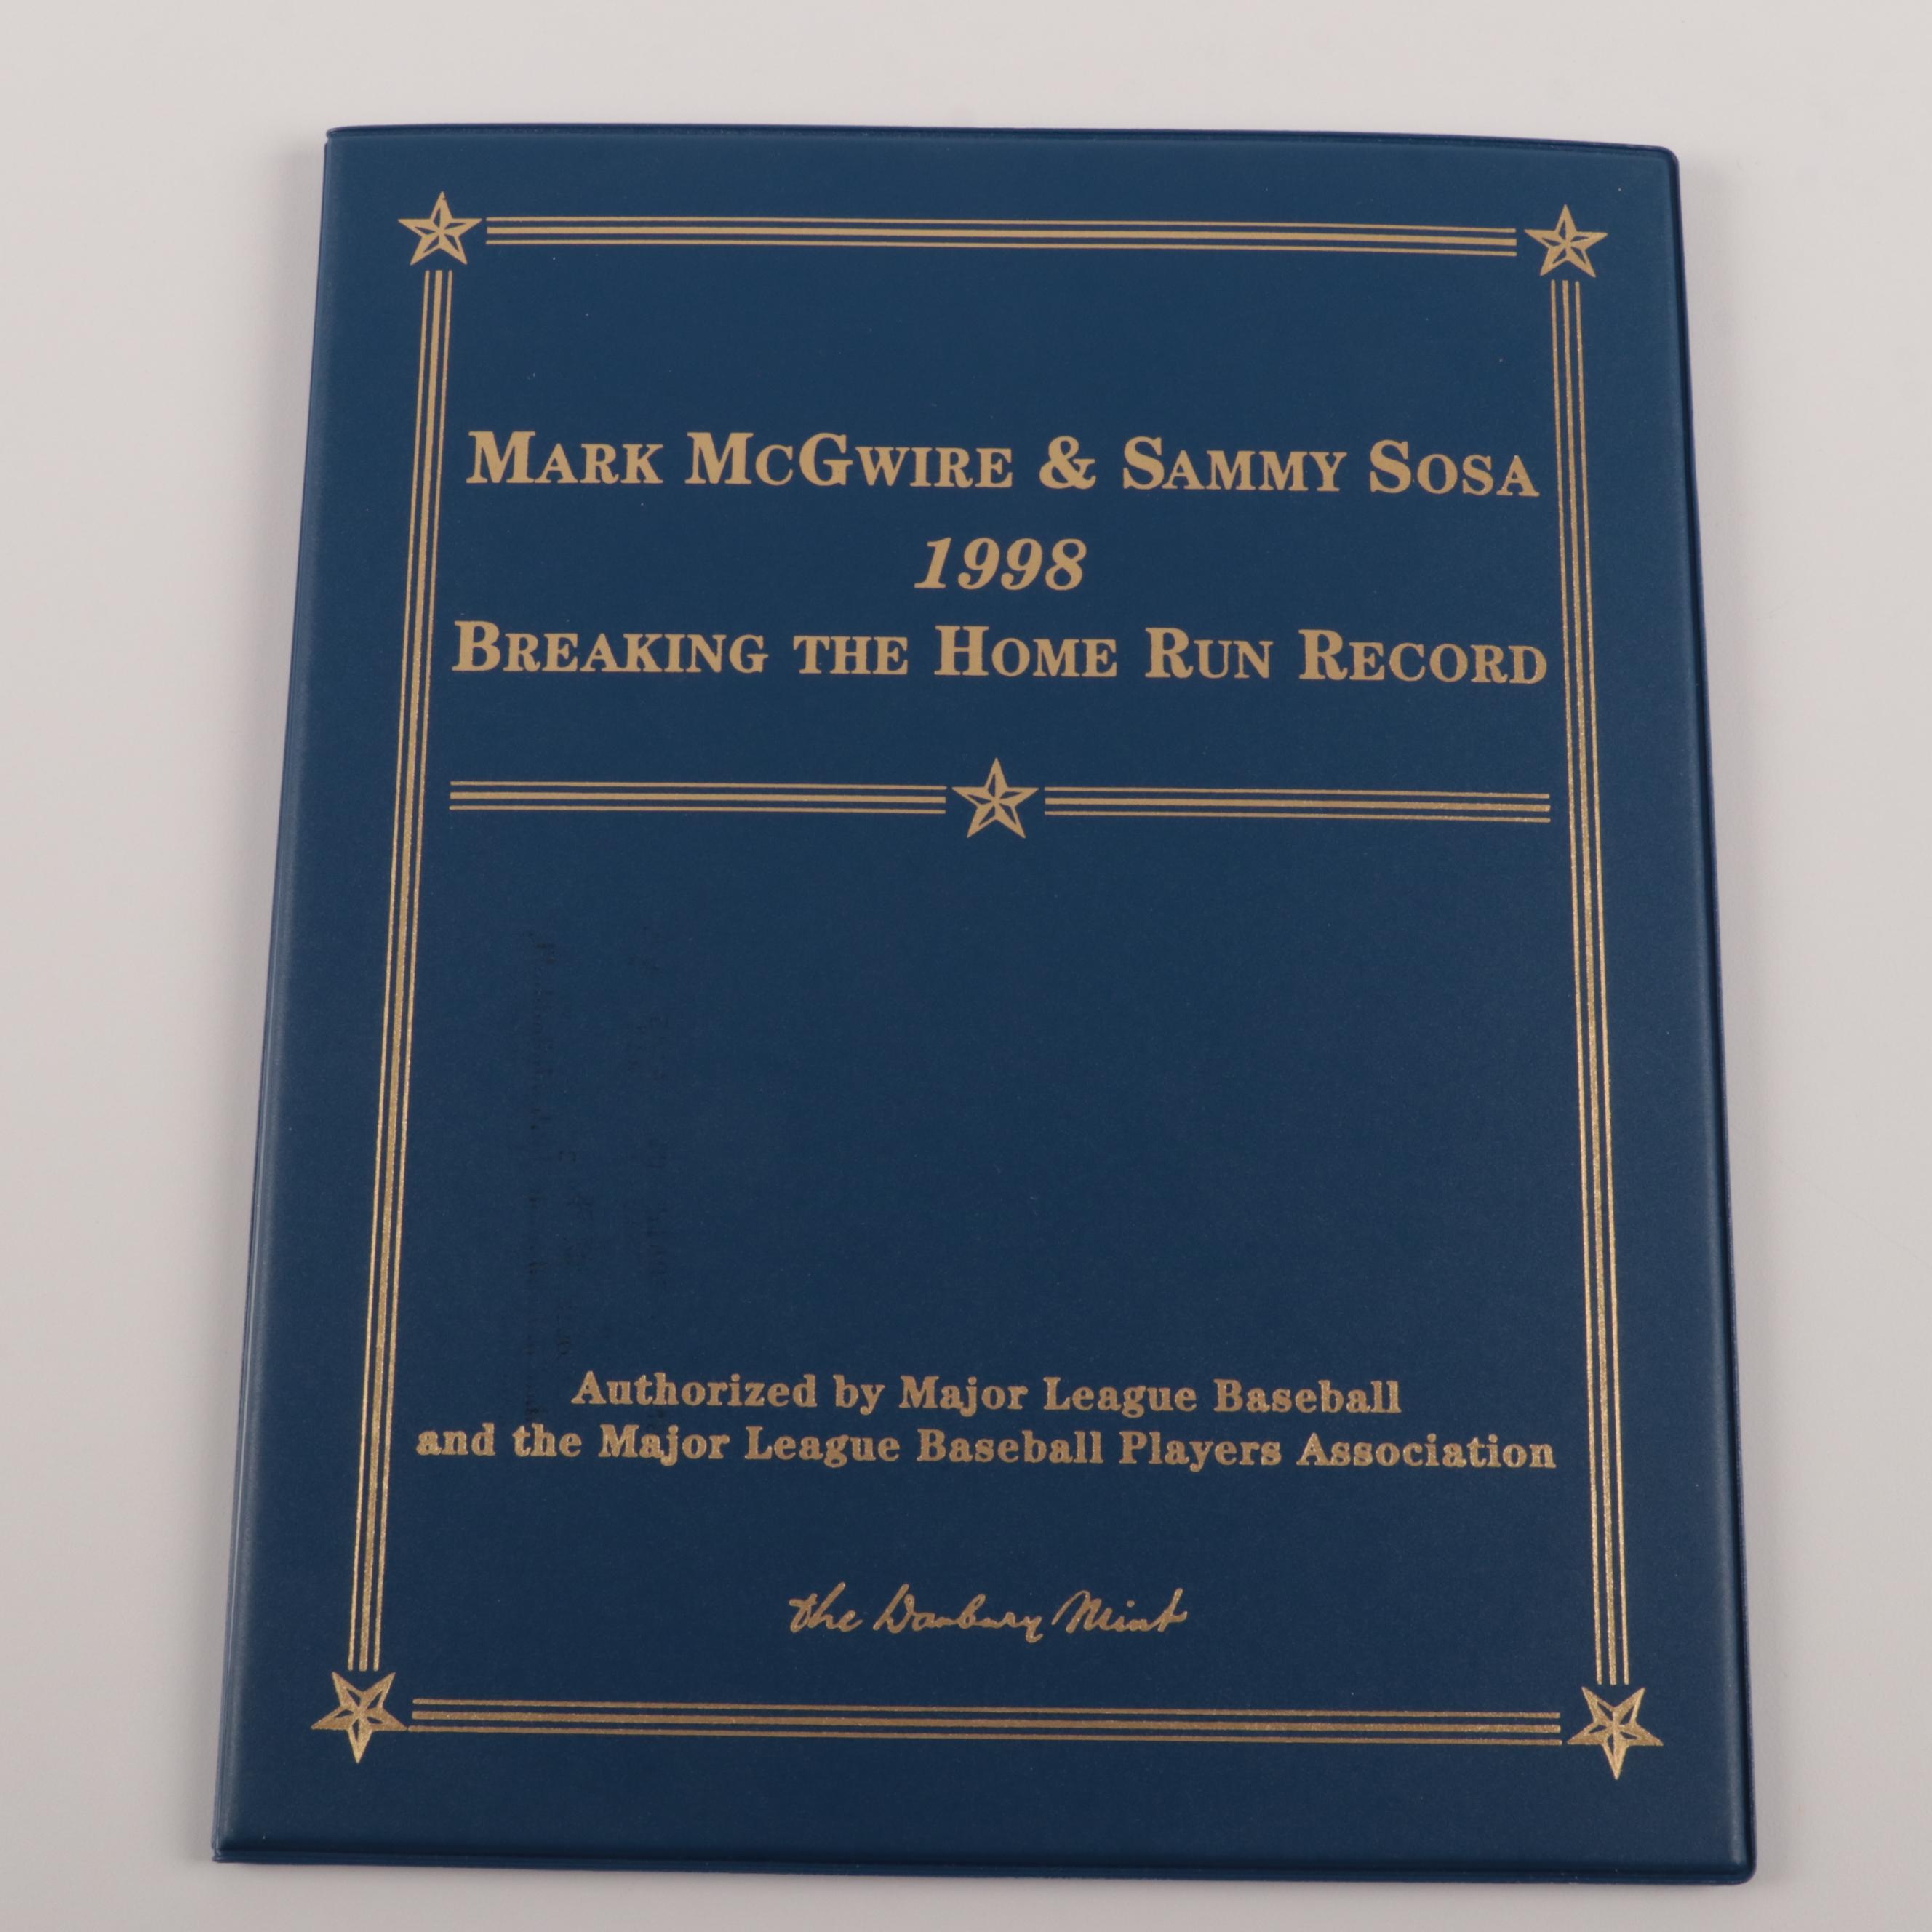 MARK MCGWIRE & SAMMY SOSA
1998
BREAKING THE HOME RUN RECORD
Authorized by Major League Baseball
and the Major League Baseball Players Association
the Danbury Mint